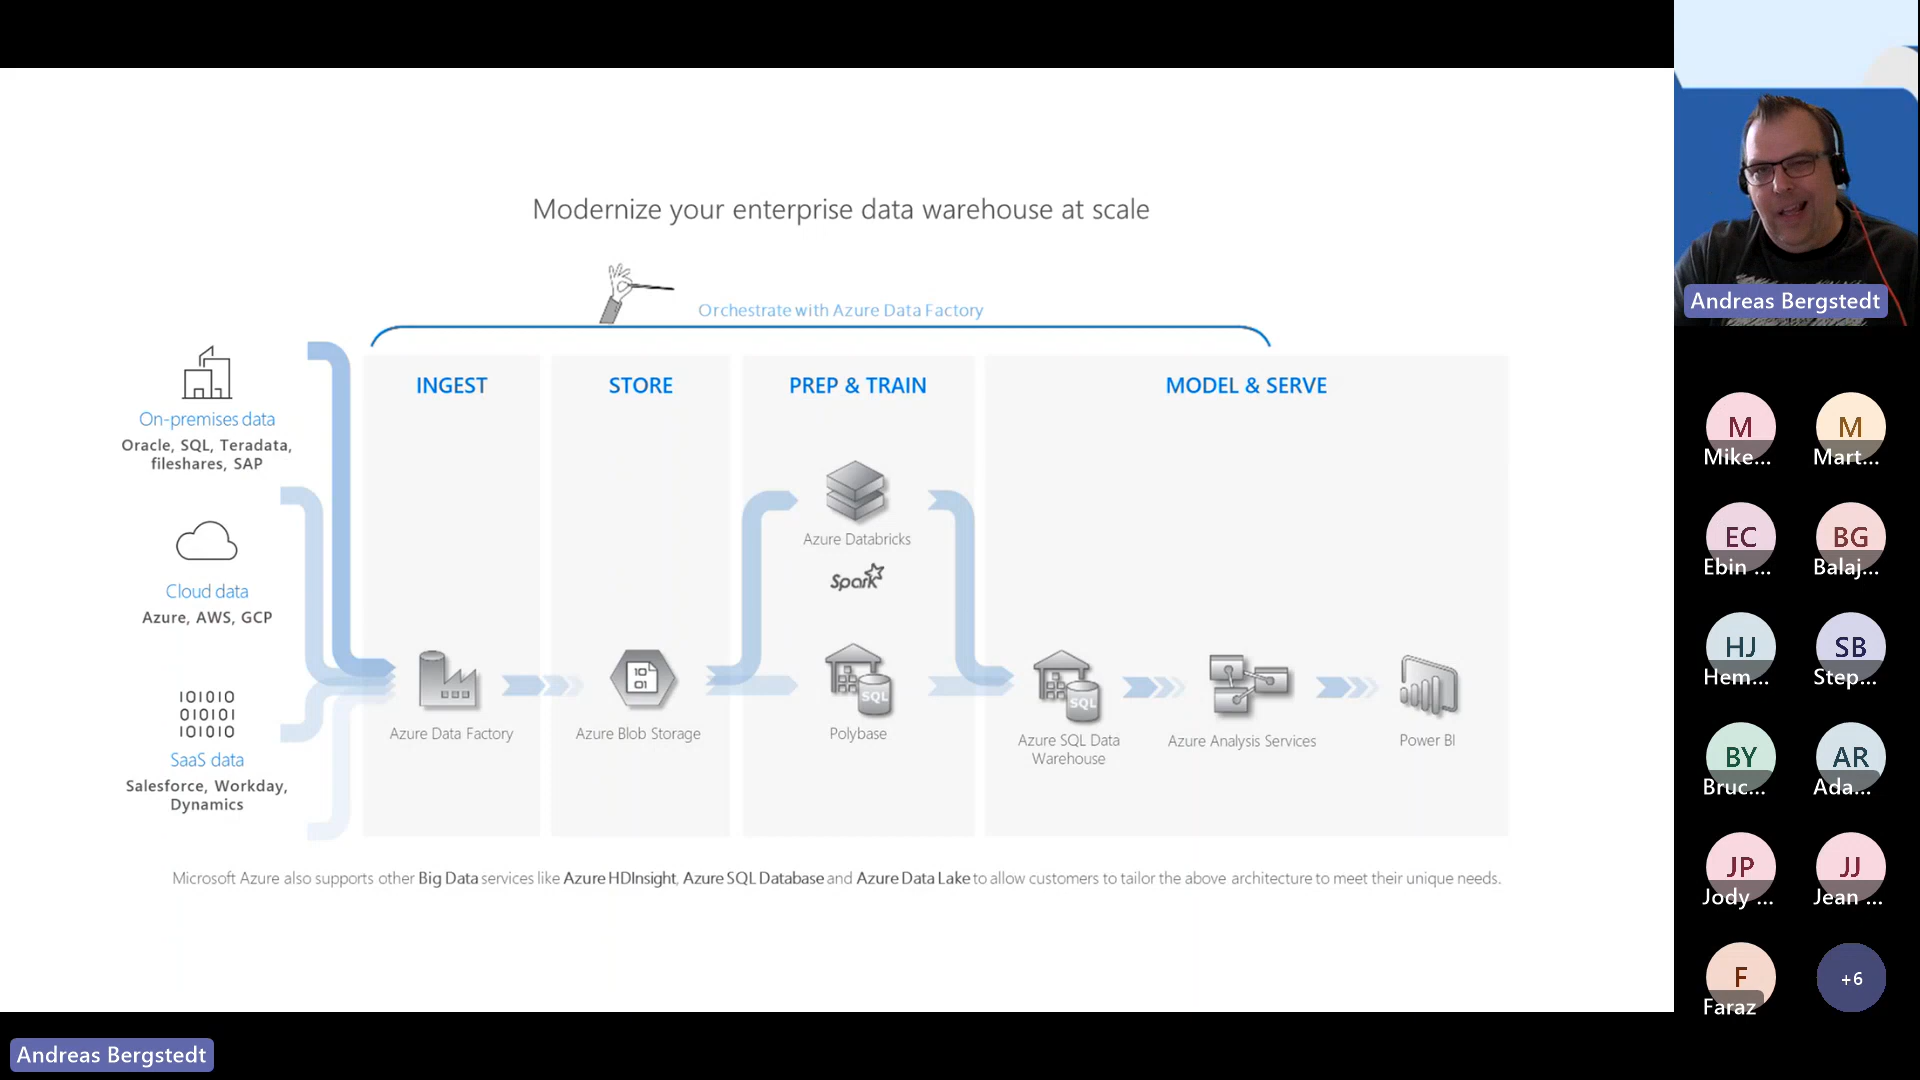 Modernize your enterprise data warehouse at scale
Orchestrate with Azure Data Factory
INGEST
STORE
PREP & TRAIN
MODEL & SERVE
On-premises data
Oracle, SQL, Teradata,
fileshares, SAP
Cloud data
Azure, AWS, GCP
IOIOIO
OIOIOI
IOIOIO
SaaS data
Salesforce, Workday,
Dynamics
Azure Data Factory
10
01
Azure Blob Storage
Azure Databricks
Spark
SQL
Polybase
SQL
Azure SQL Data
Warehouse
Azure Analysis Services
Power BI
Microsoft Azure also supports other Big Data services like Azure HDInsight, Azure SQL Database and Azure Data Lake to allow customers to tailor the above architecture to meet their unique needs.
Andreas Bergstedt
Andreas Bergstedt
M
Mike...
M
Mart...
EC
Ebin ...
BG
Balaj...
HJ
Hem...
SB
Step...
BY
Bruc...
AR
Ada...
JP
Jody ...
JJ
Jean ...
F
Faraz
+6